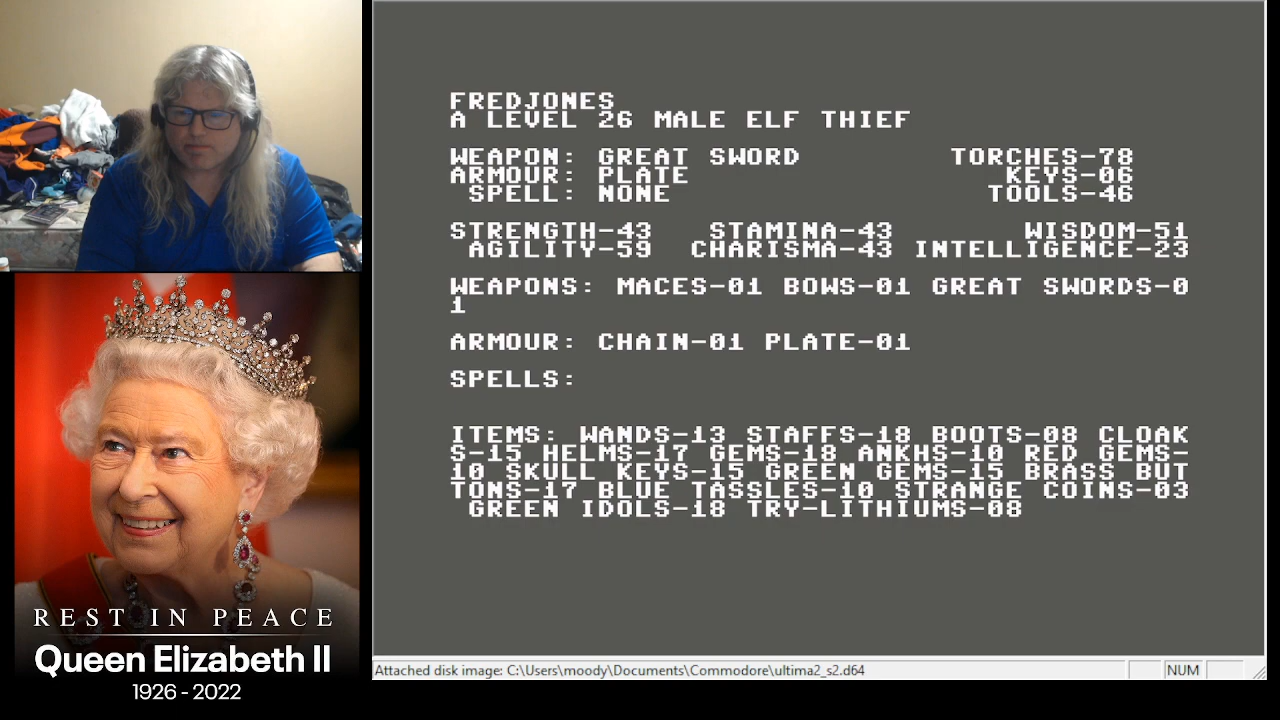 FREDJONES
A LEVEL 26 MALE ELF THIEF
WEAPON: GREAT SWORD TORCHES-78
ARMOUR: PLATE KEYS-06
SPELL: NONE TOOLS-46
STRENGTH-43 STAMINA-43 WISDOM-51
AGILITY-59 CHARISMA-43 INTELLIGENCE-23
WEAPONS: MACES-01 BOWS-01 GREAT SWORDS-0
1
ARMOUR: CHAIN-01 PLATE-01
SPELLS:
ITEMS: WANDS-13 STAFFS-18 BOOTS-08 CLOAK
S-15 HELMS-17 GEMS-18 ANKHS-10 RED GEMS-
10 SKULL KEYS-15 GREEN GEMS-15 BRASS BUT
TONS-17 BLUE TASSLES-10 STRANGE COINS-03
GREEN IDOLS-18 TRY-LITHIUMS-08
Attached disk image: C:\Users\moody\Documents\Commodore\ultima2_s2.d64
NUM
REST IN PEACE
Queen Elizabeth II
1926 - 2022